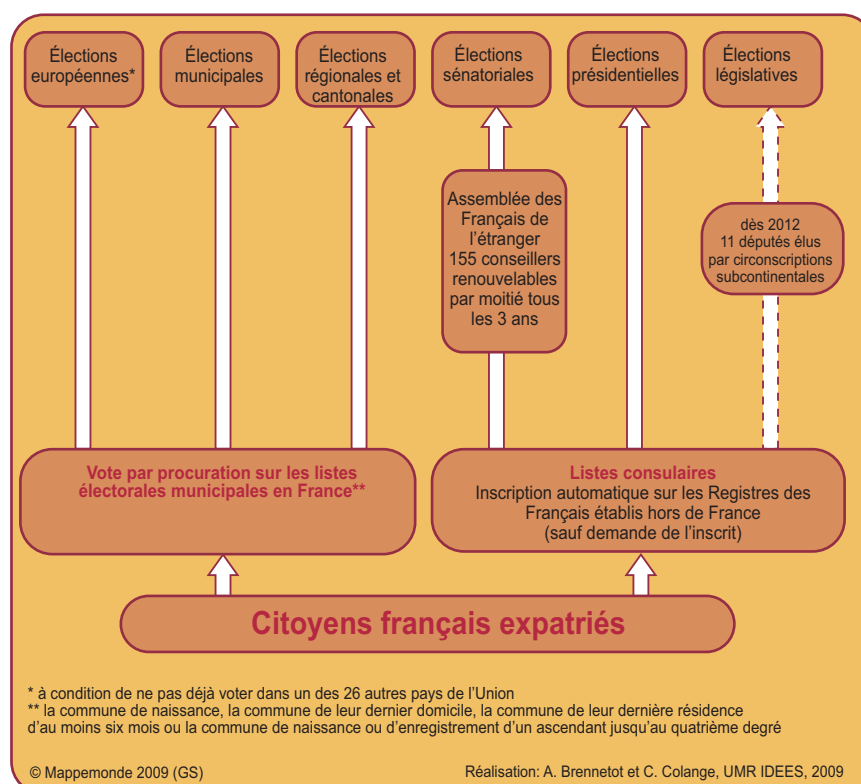 Élections
européennes*
Élections
municipales
Élections
régionales et
cantonales
Élections
sénatoriales
Élections
présidentielles
Élections
législatives
Assemblée des
Français de
l’étranger
155 conseillers
renouvelables
par moitié tous
les 3 ans
dès 2012
11 députés élus
par circonscriptions
subcontinentales
Vote par procuration sur les listes
électorales municipales en France**
Listes consulaires
Inscription automatique sur les Registres des
Français établis hors de France
(sauf demande de l’inscrit)
Citoyens français expatriés
* à condition de ne pas déjà voter dans un des 26 autres pays de l’Union
** la commune de naissance, la commune de leur dernier domicile, la commune de leur dernière résidence
d’au moins six mois ou la commune de naissance ou d’enregistrement d’un ascendant jusqu’au quatrième degré
© Mappemonde 2009 (GS)
Réalisation: A. Brennetot et C. Colange, UMR IDEES, 2009